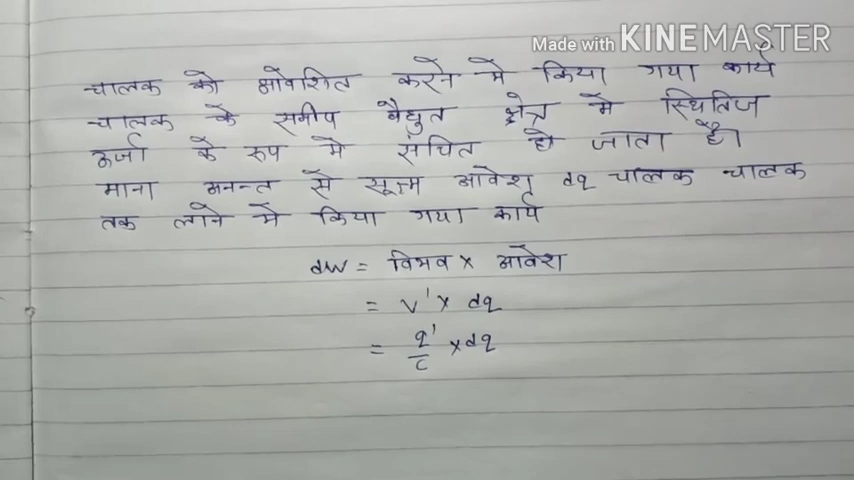 Made with KINEMASTER
चालक को आवेशित करने में किया गया कार्य
चालक के समीप वैद्युत क्षेत्र में स्थितिज
ऊर्जा के रुप में संचित हो जाता है।
माना अनन्त से सूक्ष्म आवेश dq चालक चालक
तक लाने में किया गया कार्य
dW = विभव × आवेश
= V' × dq
= q'/c × dq